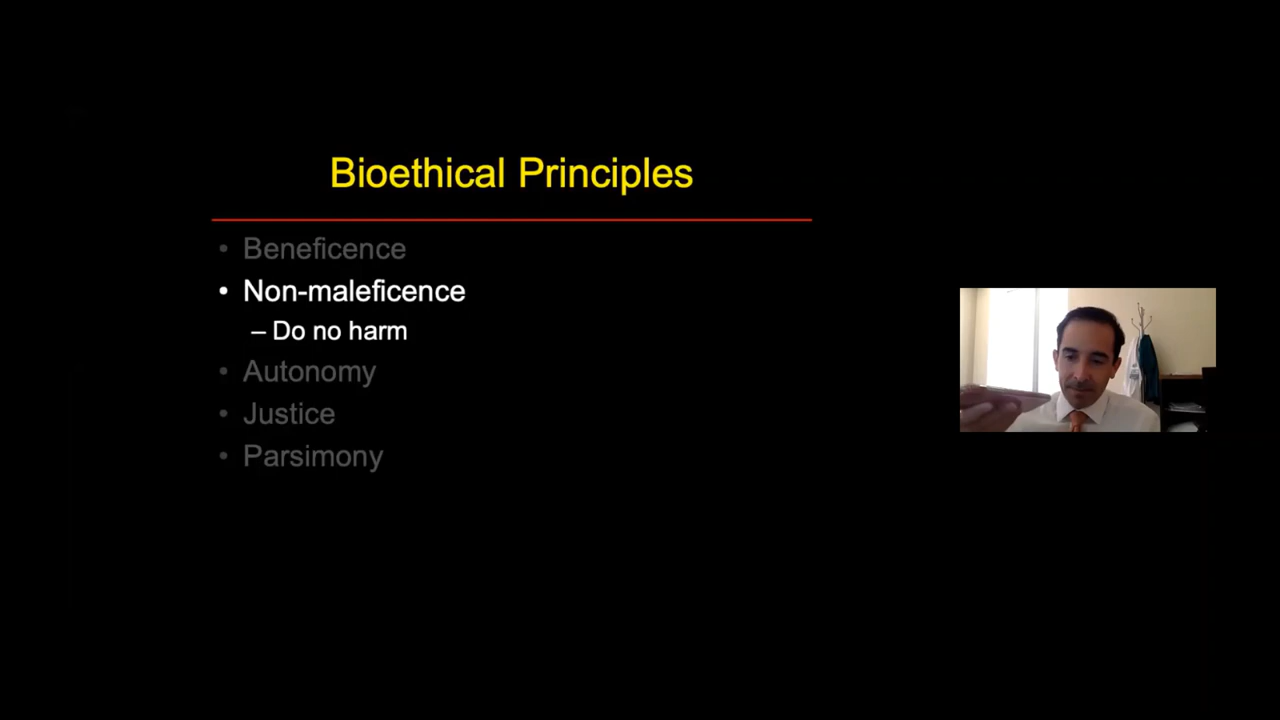 Bioethical Principles
• Beneficence
• Non-maleficence
– Do no harm
• Autonomy
• Justice
• Parsimony